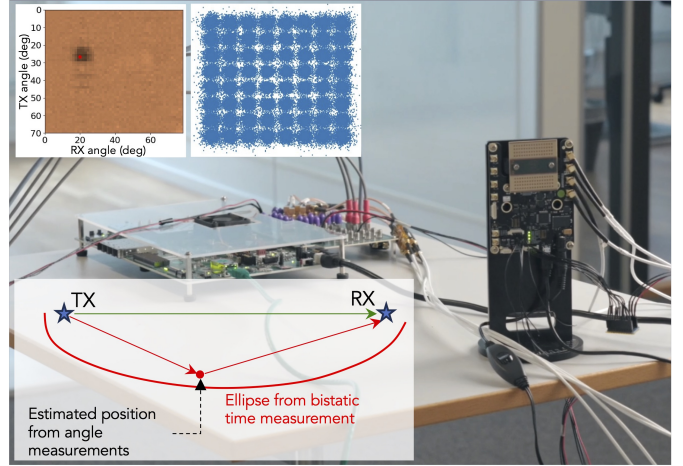 0
10
20
30
40
50
60
70
TX angle (deg)
0 20 40 60
RX angle (deg)
TX
RX
Ellipse from bistatic
time measurement
Estimated position
from angle
measurements